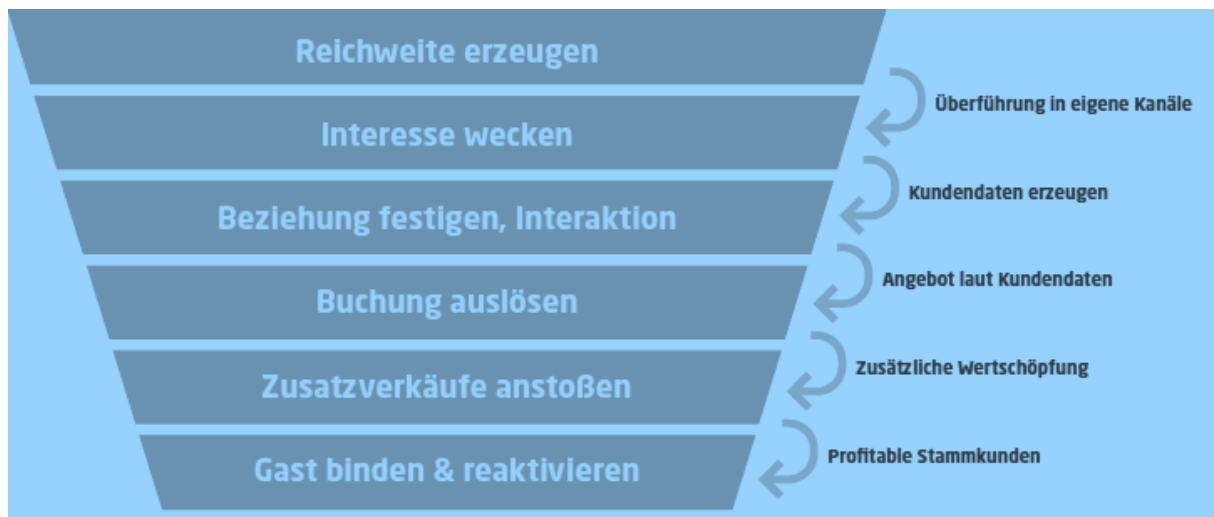 Reichweite erzeugen
Überführung in eigene Kanäle
Interesse wecken
Kundendaten erzeugen
Beziehung festigen, Interaktion
Angebot laut Kundendaten
Buchung auslösen
Zusätzliche Wertschöpfung
Zusatzverkäufe anstoßen
Profitable Stammkunden
Gast binden & reaktivieren